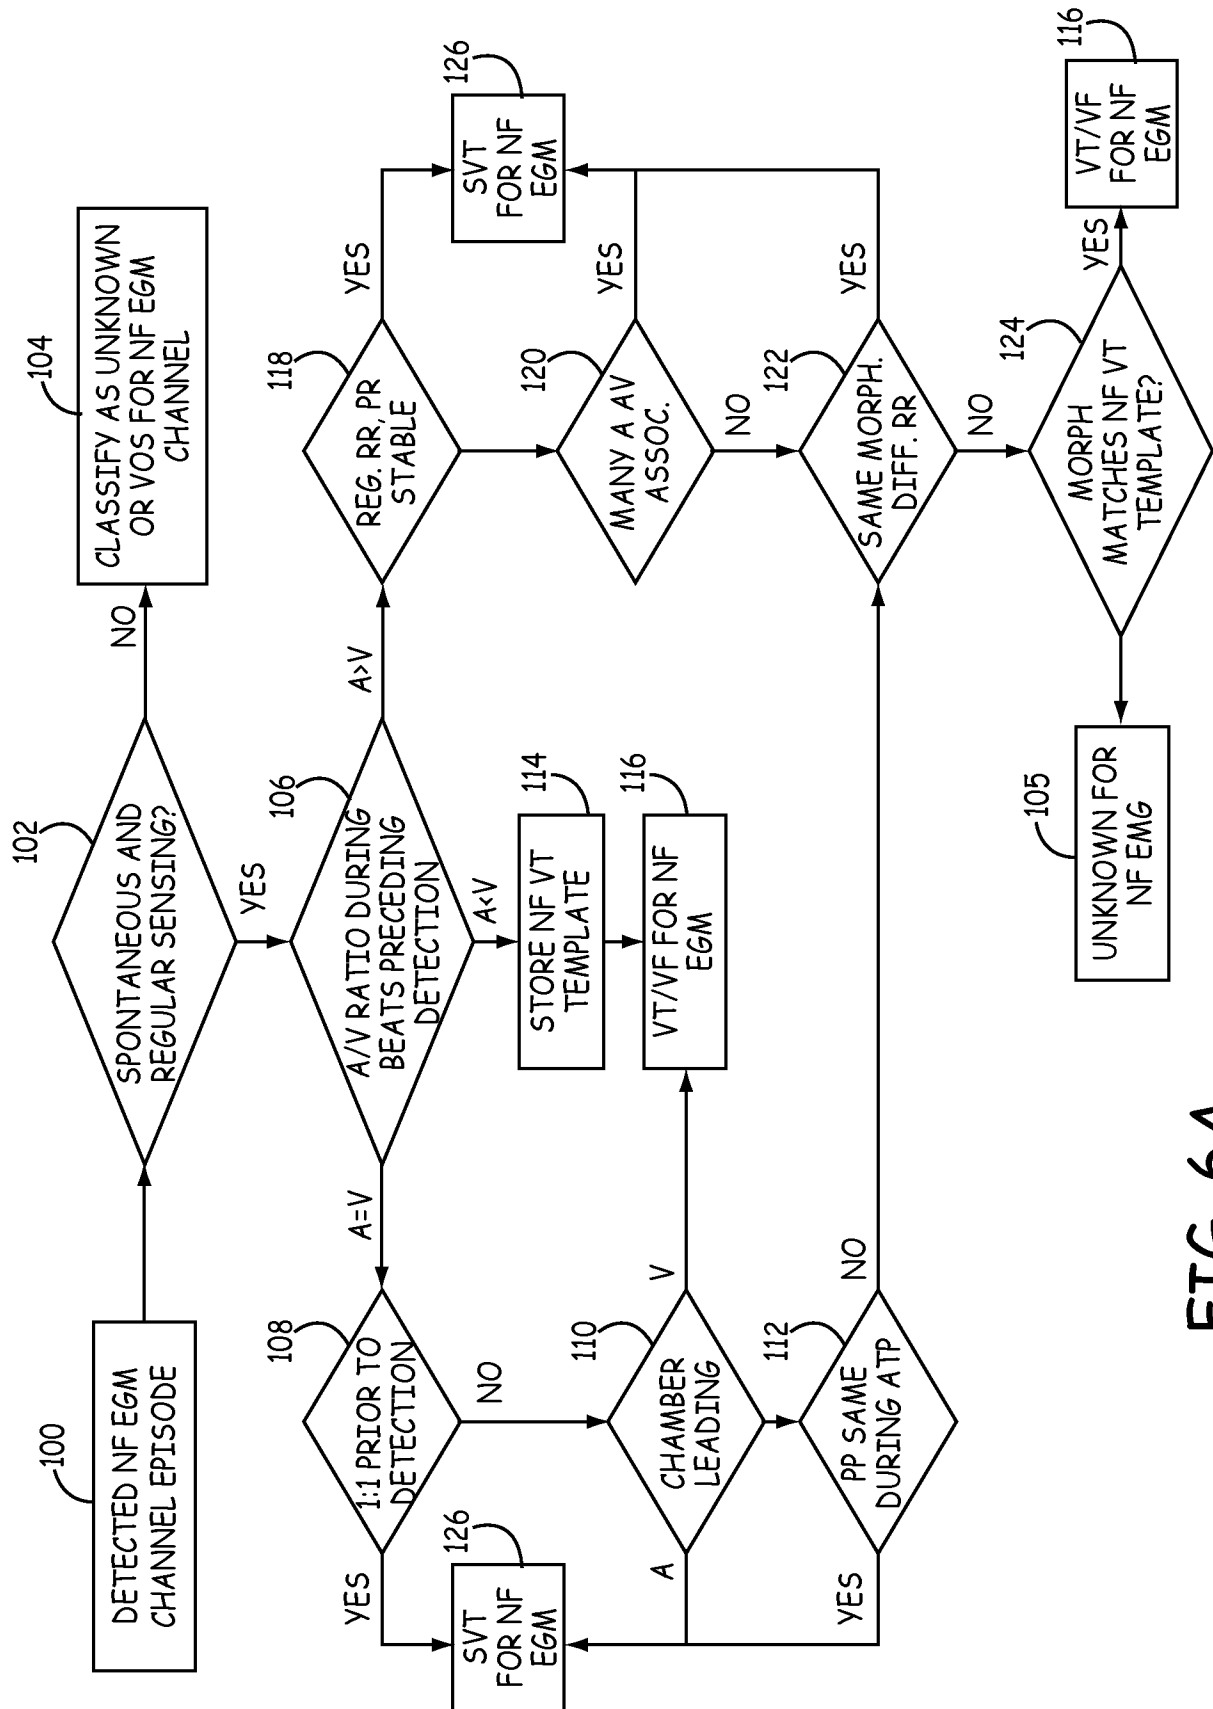 100
DETECTED NF EGM
CHANNEL EPISODE
102
SPONTANEOUS AND
REGULAR SENSING?
NO
104
CLASSIFY AS UNKNOWN
OR VOS FOR NF EGM
CHANNEL
YES
106
A/V RATIO DURING
BEATS PRECEDING
DETECTION
A=V
A>V
A<V
108
1:1 PRIOR TO
DETECTION
YES
NO
126
SVT
FOR NF
EGM
110
CHAMBER
LEADING
A
V
112
PP SAME
DURING ATP
YES
NO
114
STORE NF VT
TEMPLATE
116
VT/VF FOR NF
EGM
118
REG. RR, PR
STABLE
YES
126
SVT
FOR NF
EGM
120
MANY A AV
ASSOC.
YES
NO
122
SAME MORPH.
DIFF. RR
YES
NO
124
MORPH
MATCHES NF VT
TEMPLATE?
YES
116
VT/VF
FOR NF
EGM
105
UNKNOWN FOR
NF EMG
FIG. 6A